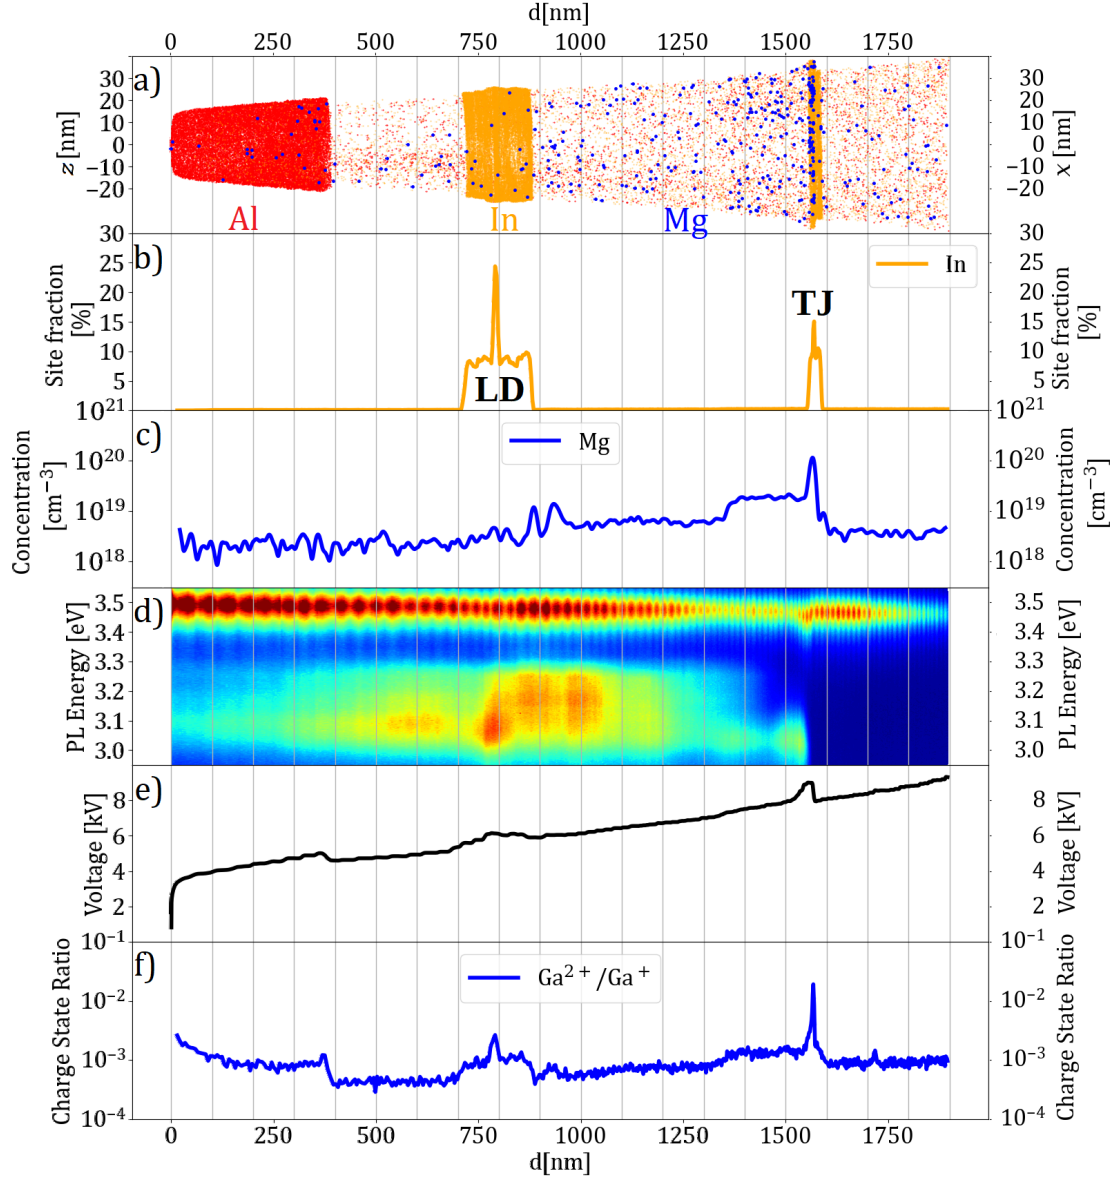 d[nm]
0 250 500 750 1000 1250 1500 1750
a)
30
20
10
0
−10
−20
30
z [nm]
Al
In
Mg
30
20
10
0
−10
−20
30
x [nm]
b)
25
20
15
10
5
10²¹
Site fraction
[%]
LD
TJ
In
25
20
15
10
5
10²¹
Site fraction
[%]
c)
10²⁰
10¹⁹
10¹⁸
Concentration
[cm⁻³]
Mg
10²⁰
10¹⁹
10¹⁸
Concentration
[cm⁻³]
d)
3.5
3.4
3.3
3.2
3.1
3.0
PL Energy [eV]
3.5
3.4
3.3
3.2
3.1
3.0
PL Energy [eV]
e)
8
6
4
2
10⁻¹
Voltage [kV]
8
6
4
2
10⁻¹
Voltage [kV]
f)
10⁻²
10⁻³
10⁻⁴
Charge State Ratio
Ga²⁺/Ga⁺
10⁻²
10⁻³
10⁻⁴
Charge State Ratio
0 250 500 750 1000 1250 1500 1750
d[nm]